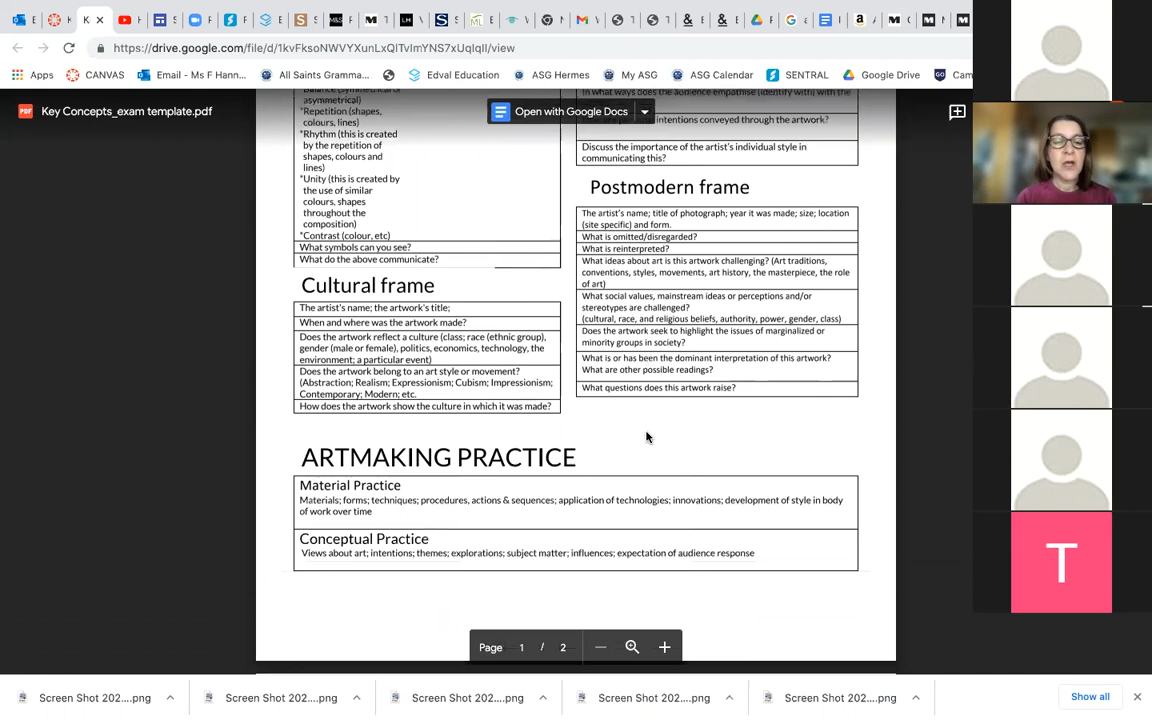 https://drive.google.com/file/d/1kvFksoNWVYXunLxQlTvlmYNS7xUqIqlI/view
Apps
CANVAS
Email - Ms F Hann...
All Saints Gramma...
Edval Education
ASG Hermes
My ASG
ASG Calendar
SENTRAL
Google Drive
Cam
PDF
Key Concepts_exam template.pdf
Open with Google Docs
asymmetrical)
*Repetition (shapes,
colours, lines)
*Rhythm (this is created
by the repetition of
shapes, colours and
lines)
*Unity (this is created by
the use of similar
colours, shapes
throughout the
composition)
*Contrast (colour, etc)
What symbols can you see?
What do the above communicate?
Cultural frame
The artist's name; the artwork's title;
When and where was the artwork made?
Does the artwork reflect a culture (class; race (ethnic group),
gender (male or female), politics, economics, technology, the
environment; a particular event)
Does the artwork belong to an art style or movement?
(Abstraction; Realism; Expressionism; Cubism; Impressionism;
Contemporary; Modern; etc.
How does the artwork show the culture in which it was made?
In what ways does the audience empathise (identify with) with the
intentions conveyed through the artwork?
Discuss the importance of the artist's individual style in
communicating this?
Postmodern frame
The artist's name; title of photograph; year it was made; size; location
(site specific) and form.
What is omitted/disregarded?
What is reinterpreted?
What ideas about art is this artwork challenging? (Art traditions,
conventions, styles, movements, art history, the masterpiece, the role
of art)
What social values, mainstream ideas or perceptions and/or
stereotypes are challenged?
(cultural, race, and religious beliefs, authority, power, gender, class)
Does the artwork seek to highlight the issues of marginalized or
minority groups in society?
What is or has been the dominant interpretation of this artwork?
What are other possible readings?
What questions does this artwork raise?
ARTMAKING PRACTICE
Material Practice
Materials; forms; techniques; procedures, actions & sequences; application of technologies; innovations; development of style in body
of work over time
Conceptual Practice
Views about art; intentions; themes; explorations; subject matter; influences; expectation of audience response
Page 1 / 2
T
Screen Shot 202....png
Screen Shot 202....png
Screen Shot 202....png
Screen Shot 202....png
Screen Shot 202....png
Show all